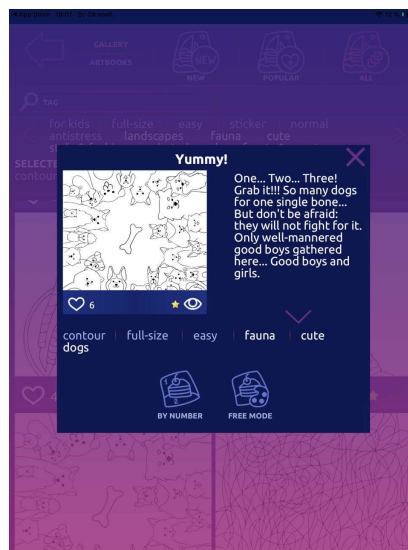 GALLERY
ARTBOOKS
NEW
NEW
POPULAR
ALL
TAG
for kids full-size easy sticker normal
antistress landscapes fauna cute
SELECTE
contour
Yummy!
One... Two... Three!
Grab it!!! So many dogs
for one single bone...
But don't be afraid:
they will not fight for it.
Only well-mannered
good boys gathered
here... Good boys and
girls.
6
contour full-size easy fauna cute
dogs
1
BY NUMBER
FREE MODE
4